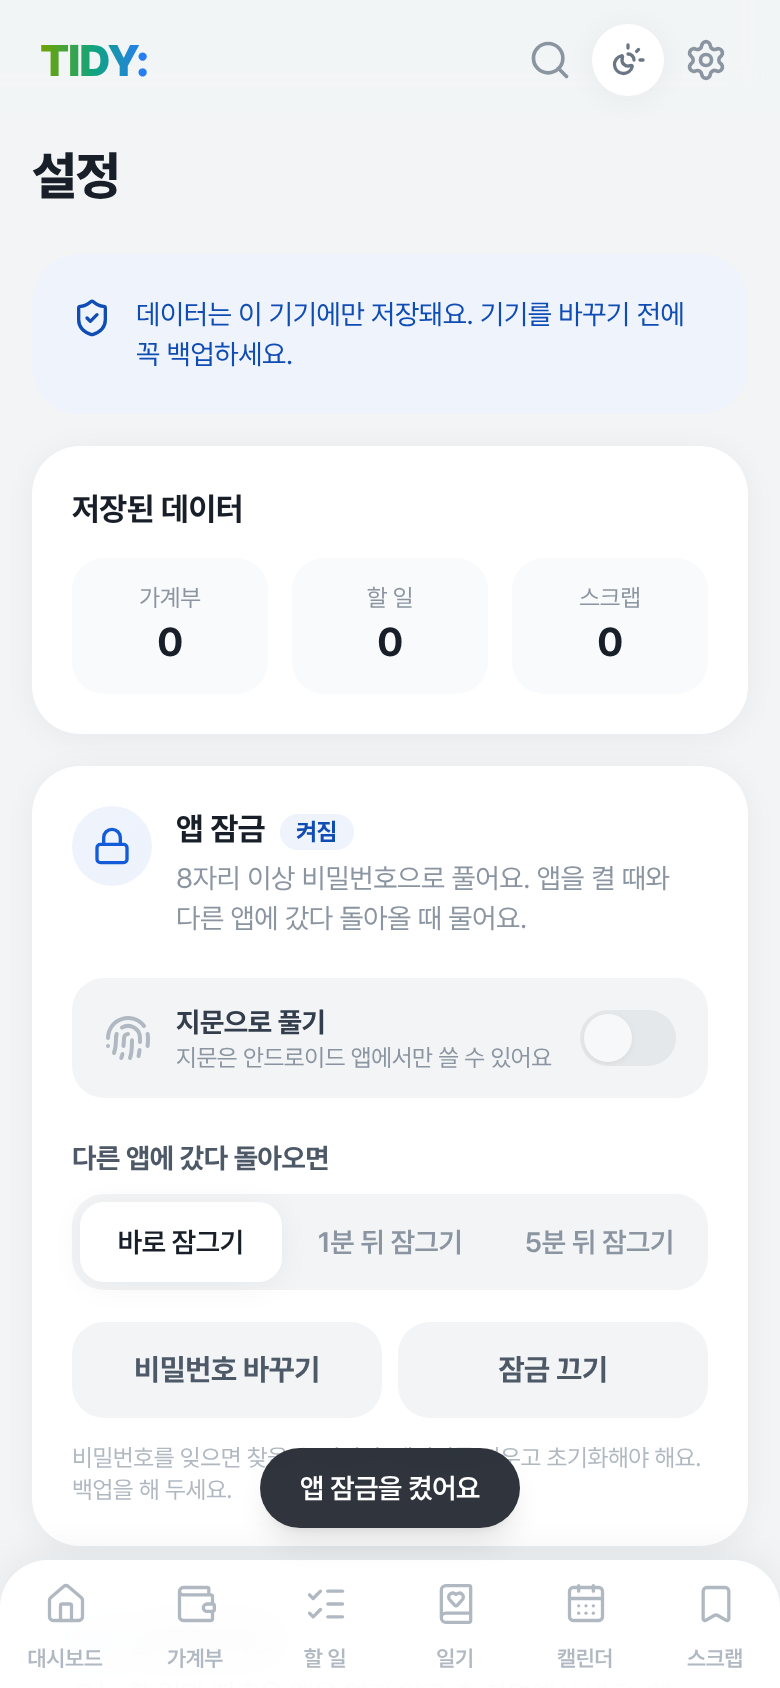 TIDY:
설정
데이터는 이 기기에만 저장돼요. 기기를 바꾸기 전에
꼭 백업하세요.
저장된 데이터
가계부
할 일
스크랩
0
0
0
앱 잠금
켜짐
8자리 이상 비밀번호으로 풀어요. 앱을 켤 때와
다른 앱에 갔다 돌아올 때 물어요.
지문으로 풀기
지문은 안드로이드 앱에서만 쓸 수 있어요
다른 앱에 갔다 돌아오면
바로 잠그기
1분 뒤 잠그기
5분 뒤 잠그기
비밀번호 바꾸기
잠금 끄기
비밀번호를 잊으면 초기화해야 해요.
백업을 해 두세요.
앱 잠금을 켰어요
대시보드
가계부
할 일
일기
캘린더
스크랩